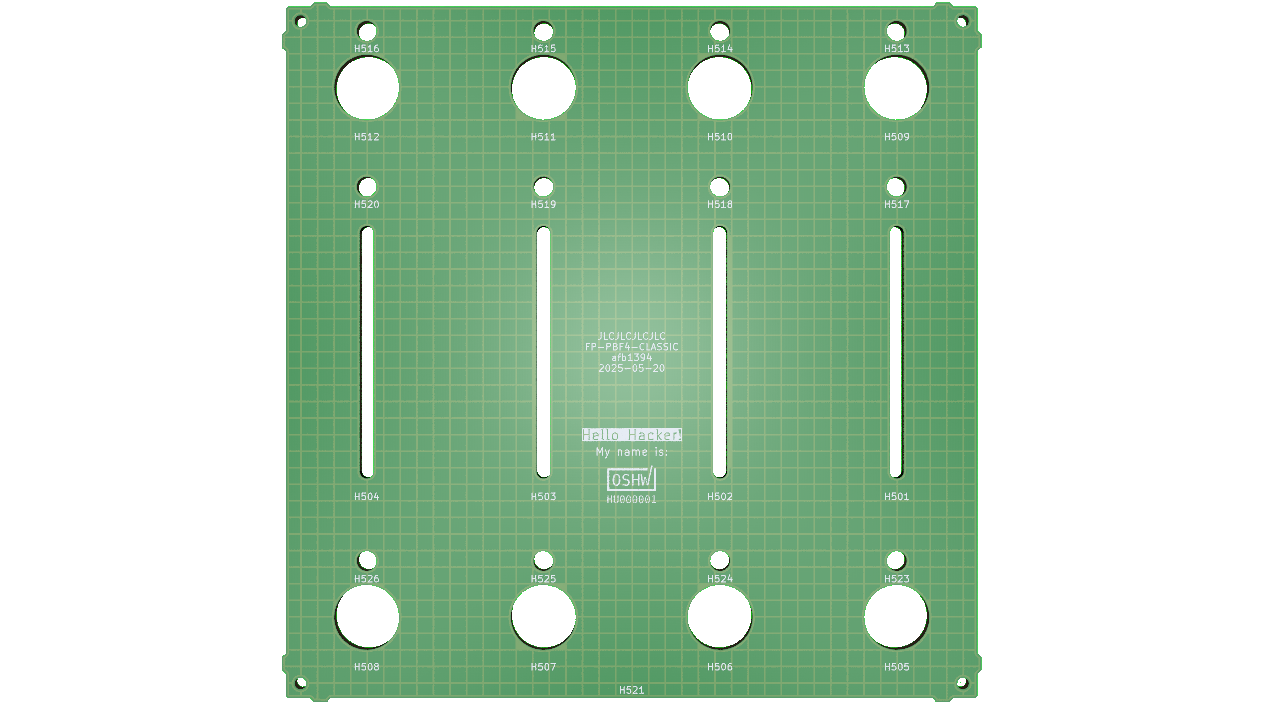 H516 H515 H514 H513
H512 H511 H510 H509
H520 H519 H518 H517
JLCJLCJLCJLC
FP-PBF4-CLASSIC
afb1394
2025-05-20
Hello Hacker!
My name is:
OSHW
H504 H503 HU000001 H502 H501
H526 H525 H524 H523
H508 H507 H506 H505
H521